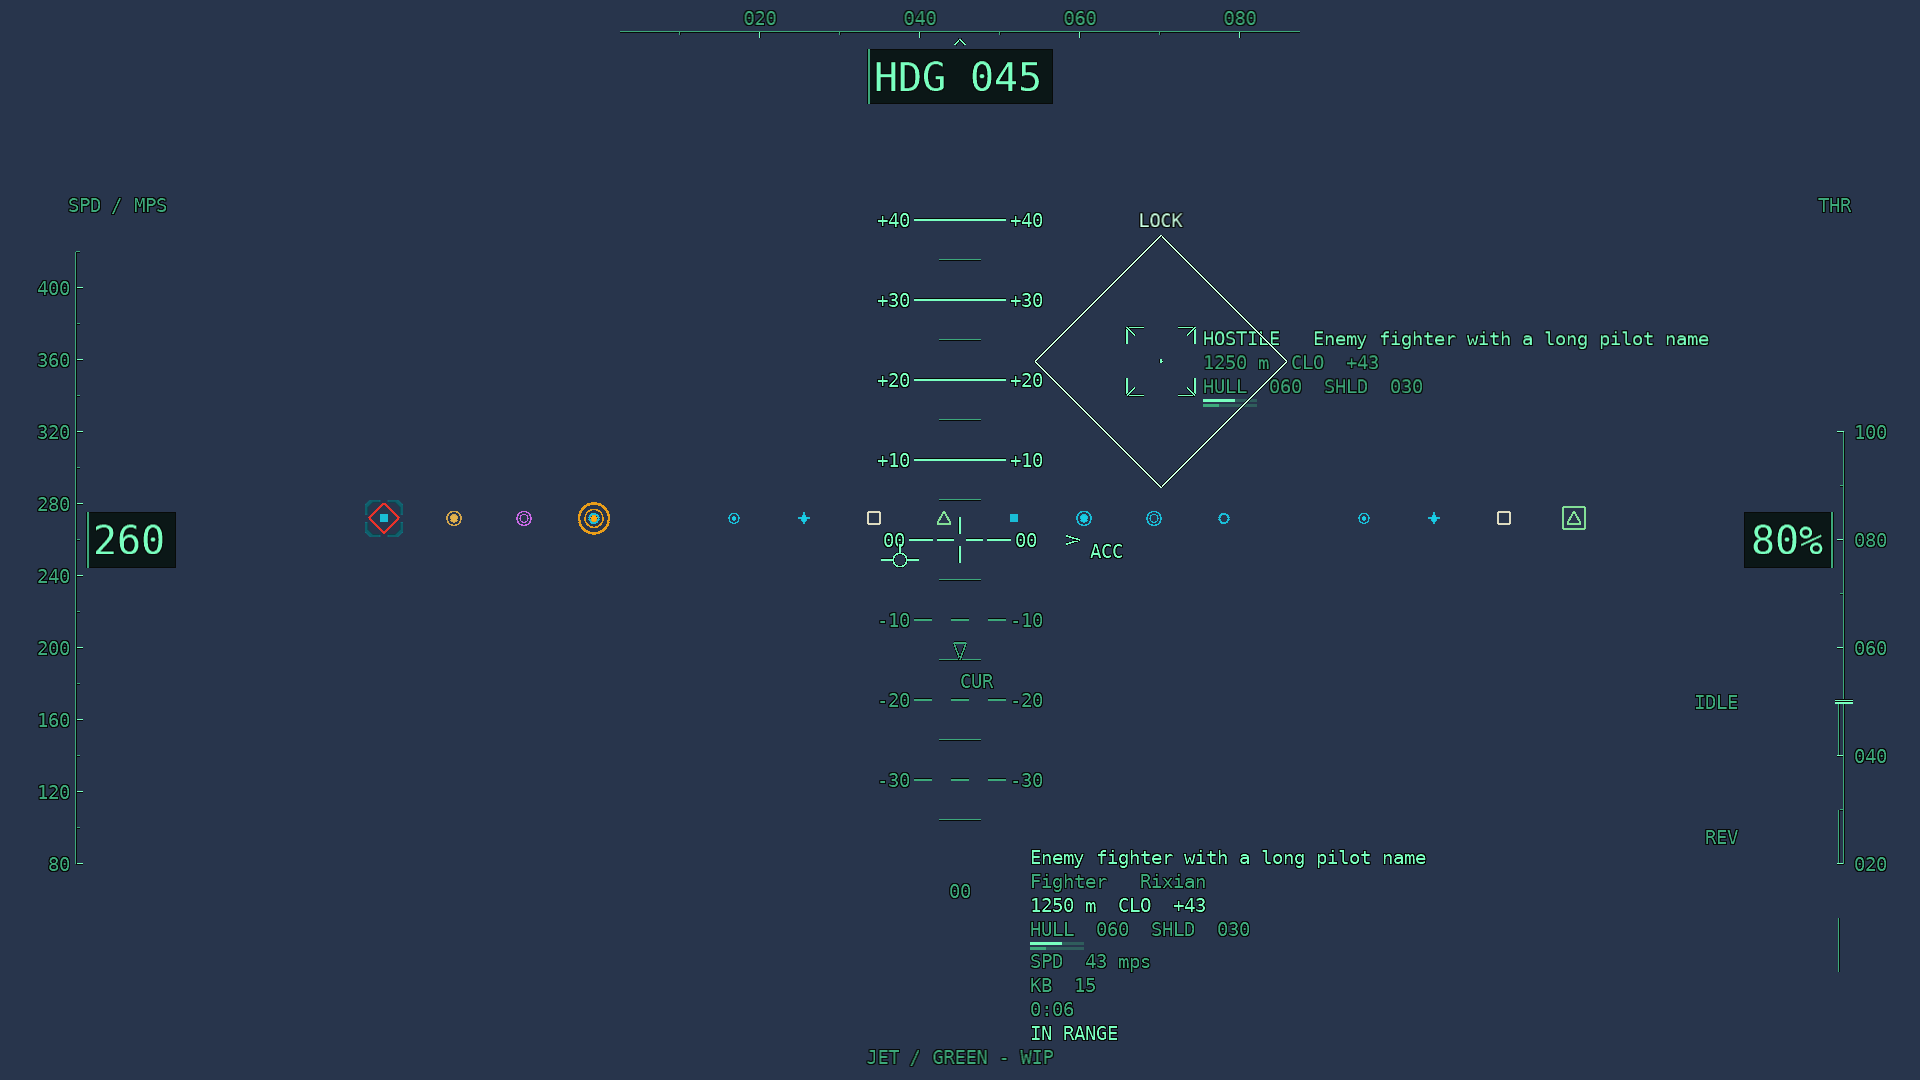 020 040 060 080
HDG 045
SPD / MPS
THR
+40 +40
LOCK
400
+30 +30
HOSTILE Enemy fighter with a long pilot name
360
1250 m CLO +43
+20 +20
HULL 060 SHLD 030
320
100
+10 +10
280
260
00 00
ACC
80%
080
240
-10 -10
200
060
CUR
-20 -20
IDLE
160
040
-30 -30
120
REV
80
020
Enemy fighter with a long pilot name
Fighter Rixian
00
1250 m CLO +43
HULL 060 SHLD 030
SPD 43 mps
KB 15
0:06
IN RANGE
JET / GREEN - WIP